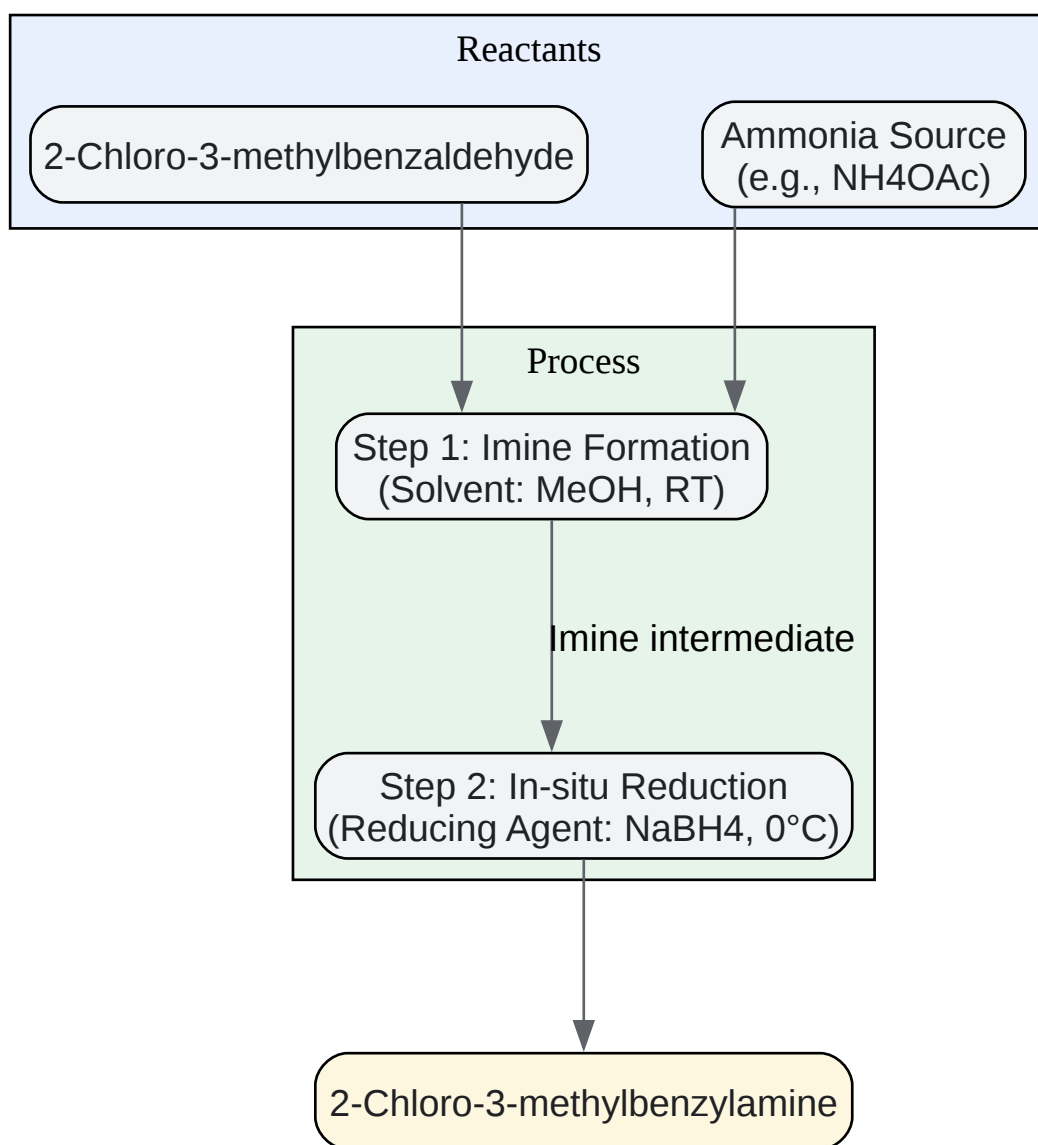 Reactants
2-Chloro-3-methylbenzaldehyde
Ammonia Source
(e.g., NH4OAc)
Process
Step 1: Imine Formation
(Solvent: MeOH, RT)
Imine intermediate
Step 2: In-situ Reduction
(Reducing Agent: NaBH4, 0°C)
2-Chloro-3-methylbenzylamine